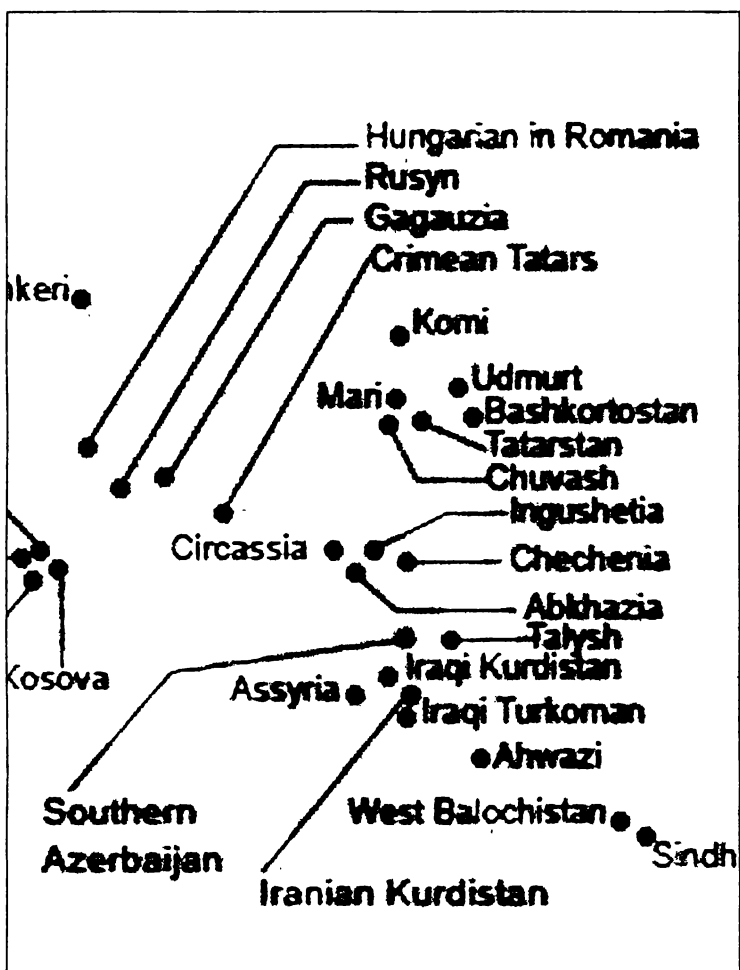 Hungarian in Romania
Rusyn
Gagauzia
Crimean Tatars
Komi
Udmurt
Mari
Bashkortostan
Tatarstan
Chuvash
Ingushetia
Circassia
Chechenia
Abkhazia
Talysh
Iraqi Kurdistan
Kosova
Assyria
Iraqi Turkoman
Ahwazi
Southern
Azerbaijan
West Balochistan
Sindh
Iranian Kurdistan